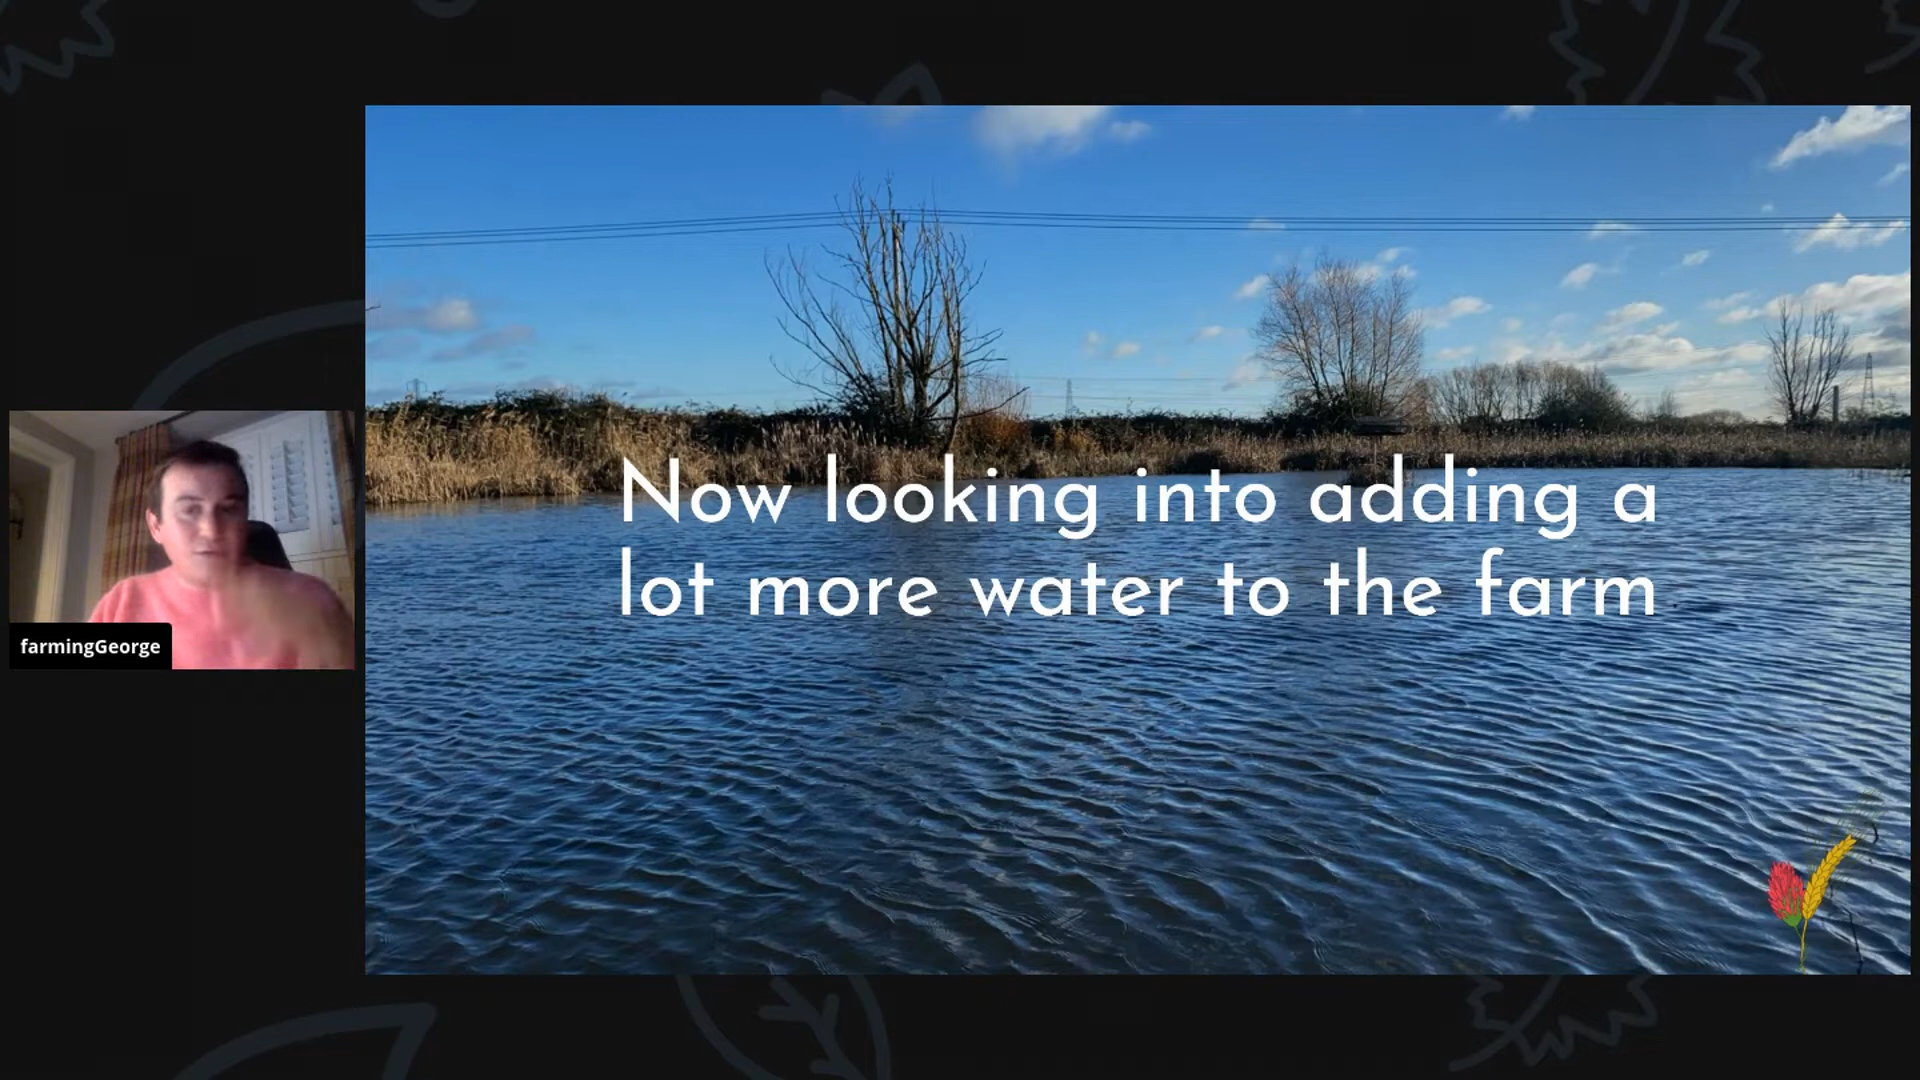 Now looking into adding a
lot more water to the farm
farmingGeorge